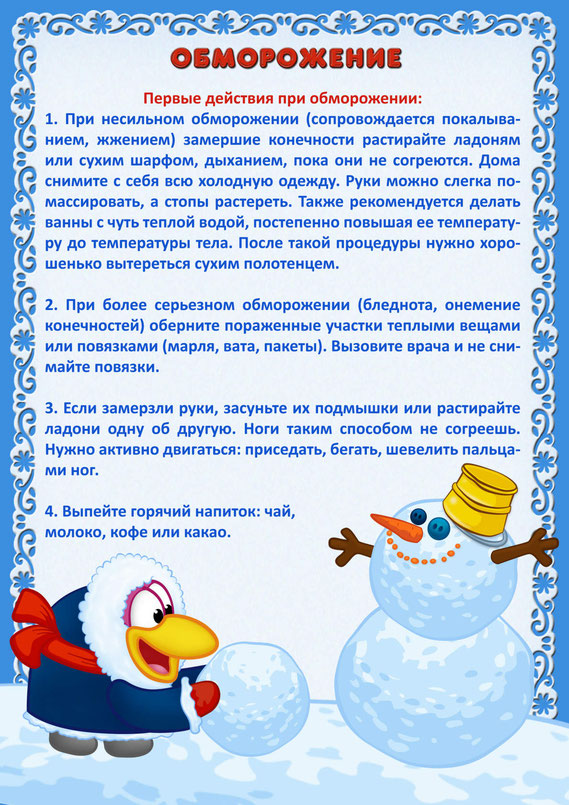 ОБМОРОЖЕНИЕ
Первые действия при обморожении:
1. При несильном обморожении (сопровождается покалыва-
нием, жжением) замершие конечности растирайте ладоням
или сухим шарфом, дыханием, пока они не согреются. Дома
снимите с себя всю холодную одежду. Руки можно слегка по-
массировать, а стопы растереть. Также рекомендуется делать
ванны с чуть теплой водой, постепенно повышая ее температу-
ру до температуры тела. После такой процедуры нужно хоро-
шенько вытереться сухим полотенцем.
2. При более серьезном обморожении (бледнота, онемение
конечностей) оберните пораженные участки теплыми вещами
или повязками (марля, вата, пакеты). Вызовите врача и не сни-
майте повязки.
3. Если замерзли руки, засуньте их подмышки или растирайте
ладони одну об другую. Ноги таким способом не согреешь.
Нужно активно двигаться: приседать, бегать, шевелить пальца-
ми ног.
4. Выпейте горячий напиток: чай,
молоко, кофе или какао.